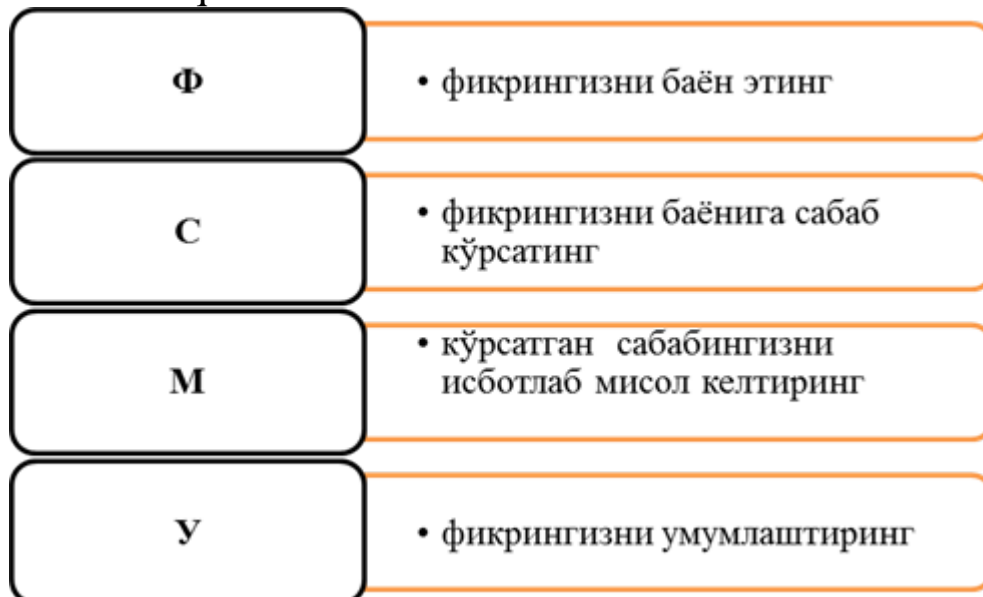 Ф
• фикрингизни баён этинг
С
• фикрингизни баёнига сабаб
кўрсатинг
М
• кўрсатган сабабингизни
исботлаб мисол келтиринг
У
• фикрингизни умумлаштиринг